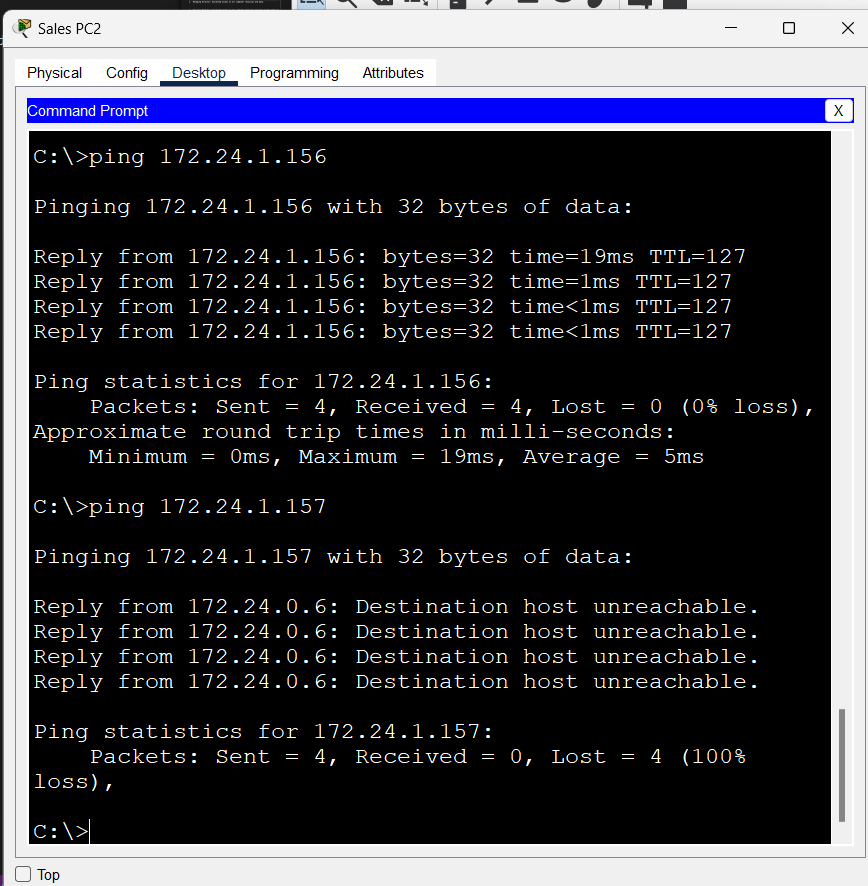 Sales PC2
Physical Config Desktop Programming Attributes
Command Prompt X
C:\>ping 172.24.1.156
Pinging 172.24.1.156 with 32 bytes of data:
Reply from 172.24.1.156: bytes=32 time=19ms TTL=127
Reply from 172.24.1.156: bytes=32 time=1ms TTL=127
Reply from 172.24.1.156: bytes=32 time<1ms TTL=127
Reply from 172.24.1.156: bytes=32 time<1ms TTL=127
Ping statistics for 172.24.1.156:
Packets: Sent = 4, Received = 4, Lost = 0 (0% loss),
Approximate round trip times in milli-seconds:
Minimum = 0ms, Maximum = 19ms, Average = 5ms
C:\>ping 172.24.1.157
Pinging 172.24.1.157 with 32 bytes of data:
Reply from 172.24.0.6: Destination host unreachable.
Reply from 172.24.0.6: Destination host unreachable.
Reply from 172.24.0.6: Destination host unreachable.
Reply from 172.24.0.6: Destination host unreachable.
Ping statistics for 172.24.1.157:
Packets: Sent = 4, Received = 0, Lost = 4 (100%
loss),
C:\>
Top